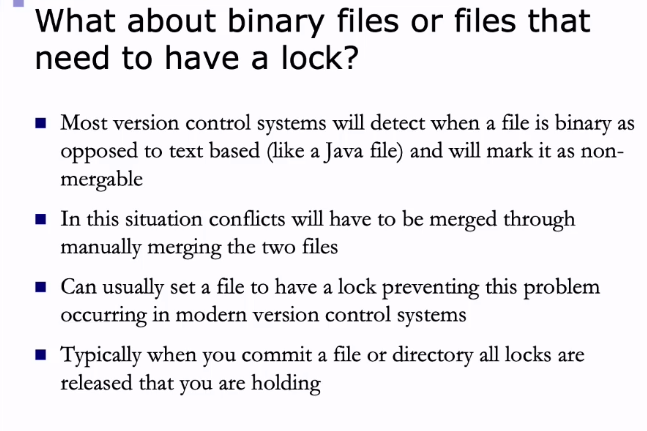 What about binary files or files that
need to have a lock?
Most version control systems will detect when a file is binary as
opposed to text based (like a Java file) and will mark it as non-
mergable
In this situation conflicts will have to be merged through
manually merging the two files
Can usually set a file to have a lock preventing this problem
occurring in modern version control systems
Typically when you commit a file or directory all locks are
released that you are holding